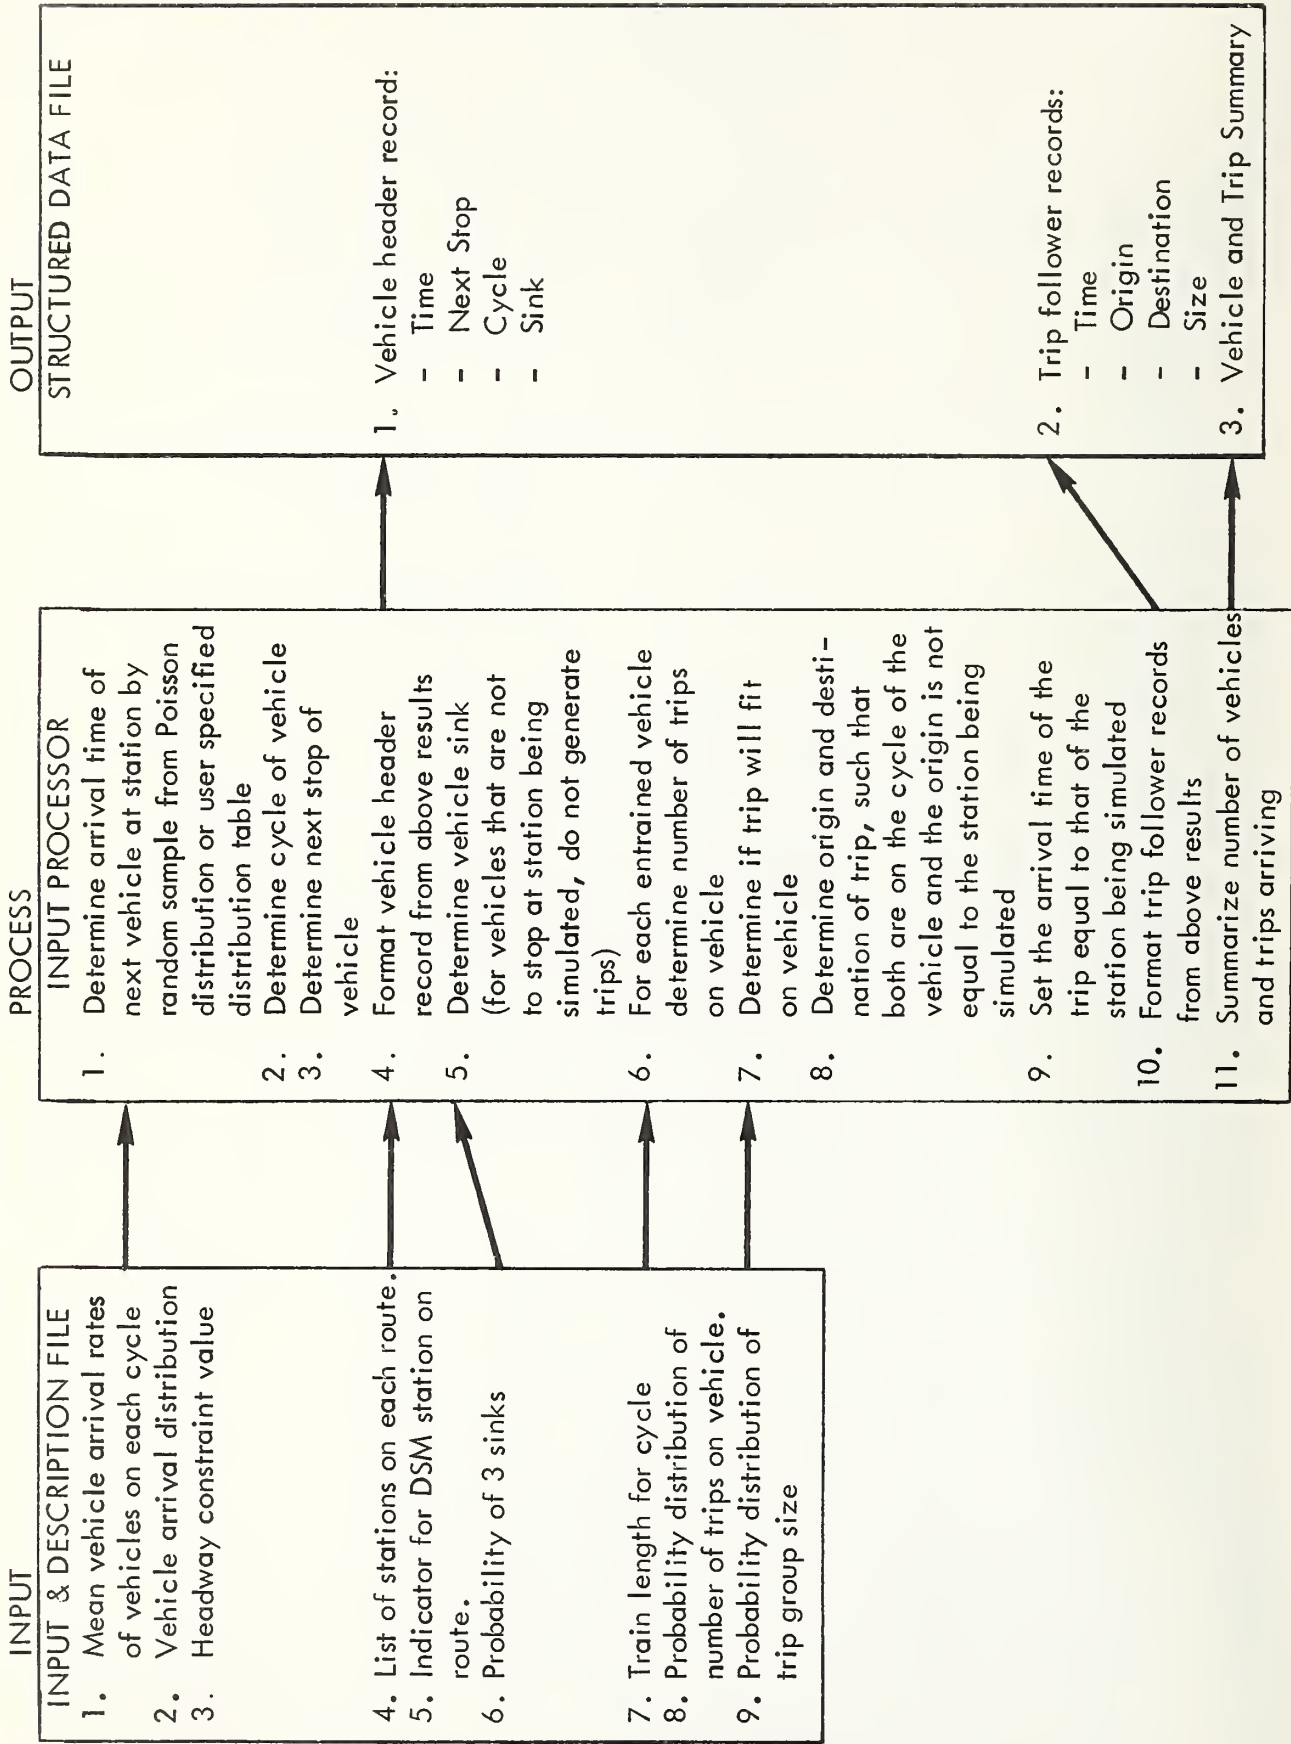 INPUT
INPUT & DESCRIPTION FILE
1. Mean vehicle arrival rates
of vehicles on each cycle
2. Vehicle arrival distribution
3. Headway constraint value
4. List of stations on each route.
5. Indicator for DSM station on
route.
6. Probability of 3 sinks
7. Train length for cycle
8. Probability distribution of
number of trips on vehicle.
9. Probability distribution of
trip group size
PROCESS
INPUT PROCESSOR
1. Determine arrival time of
next vehicle at station by
random sample from Poisson
distribution or user specified
distribution table
2. Determine cycle of vehicle
3. Determine next stop of
vehicle
4. Format vehicle header
record from above results
5. Determine vehicle sink
(for vehicles that are not
to stop at station being
simulated, do not generate
trips)
6. For each entrained vehicle
determine number of trips
on vehicle
7. Determine if trip will fit
on vehicle
8. Determine origin and desti-
nation of trip, such that
both are on the cycle of the
vehicle and the origin is not
equal to the station being
simulated
9. Set the arrival time of the
trip equal to that of the
station being simulated
10. Format trip follower records
from above results
11. Summarize number of vehicles
and trips arriving
OUTPUT
STRUCTURED DATA FILE
1. Vehicle header record:
- Time
- Next Stop
- Cycle
- Sink
2. Trip follower records:
- Time
- Origin
- Destination
- Size
3. Vehicle and Trip Summary